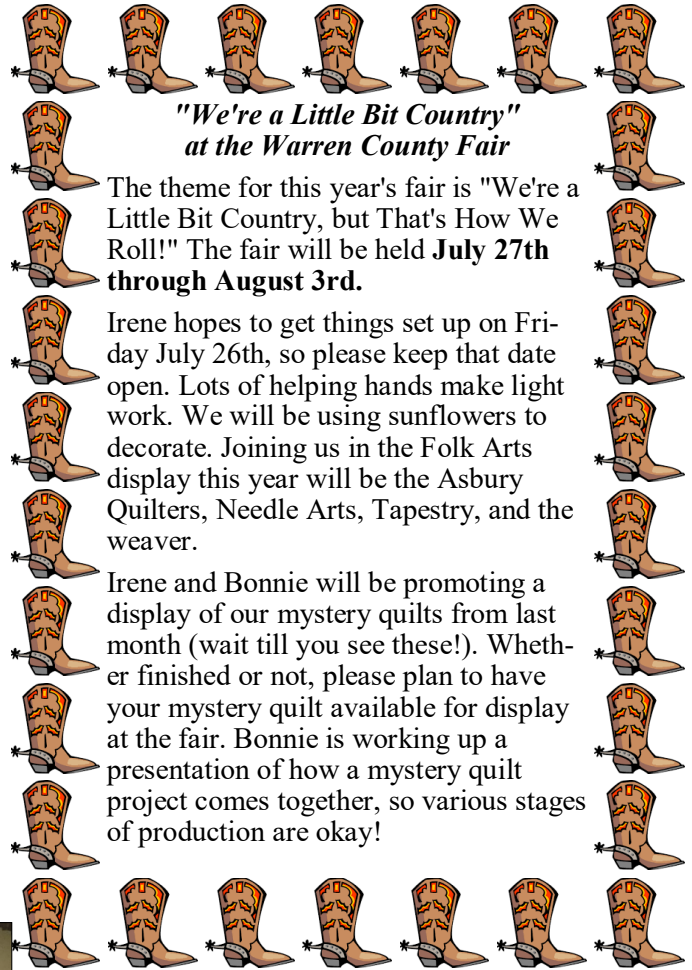 "We're a Little Bit Country"
at the Warren County Fair
The theme for this year's fair is "We're a
Little Bit Country, but That's How We
Roll!" The fair will be held July 27th
through August 3rd.
Irene hopes to get things set up on Fri-
day July 26th, so please keep that date
open. Lots of helping hands make light
work. We will be using sunflowers to
decorate. Joining us in the Folk Arts
display this year will be the Asbury
Quilters, Needle Arts, Tapestry, and the
weaver.
Irene and Bonnie will be promoting a
display of our mystery quilts from last
month (wait till you see these!). Wheth-
er finished or not, please plan to have
your mystery quilt available for display
at the fair. Bonnie is working up a
presentation of how a mystery quilt
project comes together, so various stages
of production are okay!